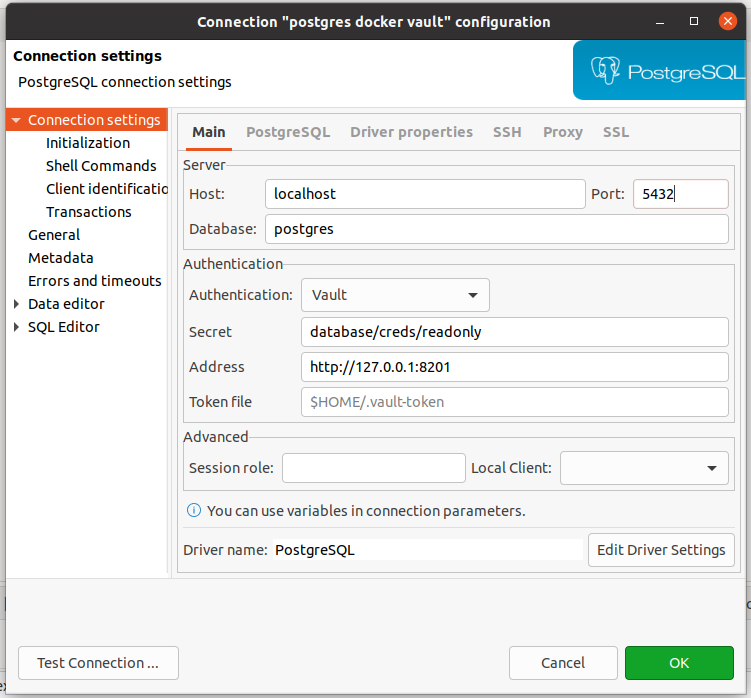 Connection "postgres docker vault" configuration
Connection settings
PostgreSQL connection settings
PostgreSQL
Connection settings
Initialization
Shell Commands
Client identificatio
Transactions
General
Metadata
Errors and timeouts
Data editor
SQL Editor
Main PostgreSQL Driver properties SSH Proxy SSL
Server
Host: localhost Port: 5432
Database: postgres
Authentication
Authentication: Vault
Secret database/creds/readonly
Address http://127.0.0.1:8201
Token file $HOME/.vault-token
Advanced
Session role: Local Client:
You can use variables in connection parameters.
Driver name: PostgreSQL Edit Driver Settings
Test Connection ... Cancel OK